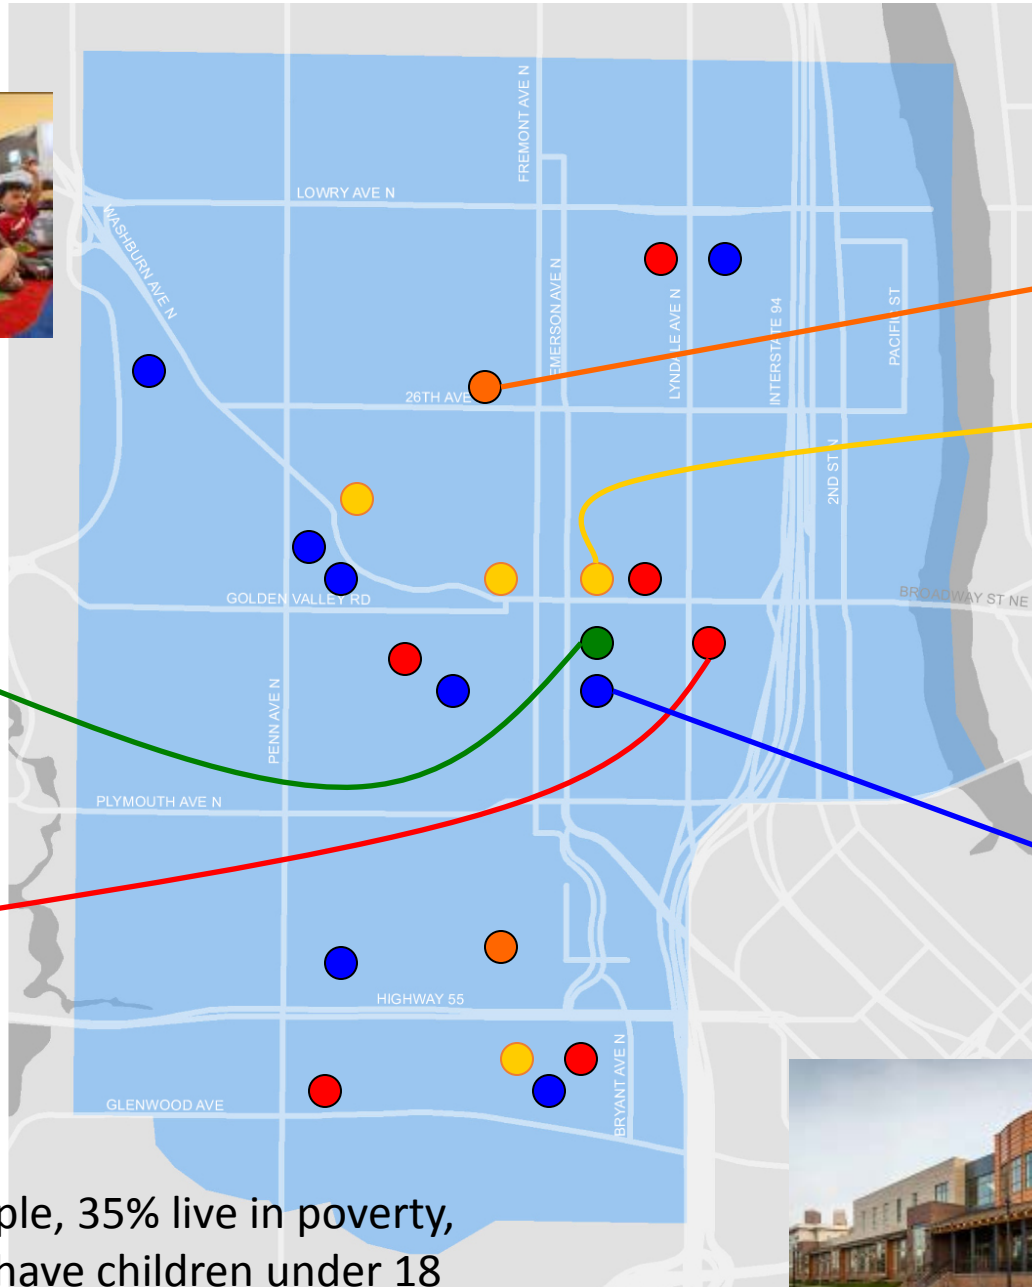 FREMONT AVE N
LOWRY AVE N
WASHBURN AVE N
EMERSON AVE N
LYNDALE AVE N
INTERSTATE 94
PACIFIC ST
26TH AVE
2ND ST N
GOLDEN VALLEY RD
BROADWAY ST NE
PENN AVE N
PLYMOUTH AVE N
HIGHWAY 55
BRYANT AVE N
GLENWOOD AVE
ple, 35% live in poverty,
have children under 18